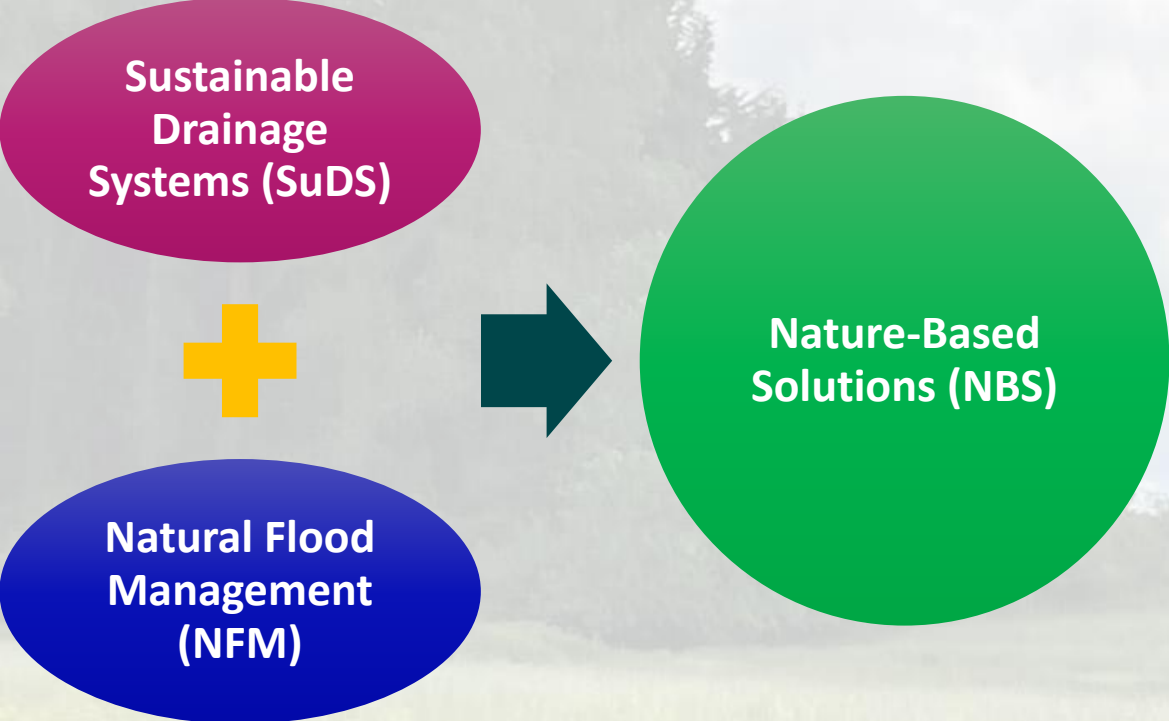 Sustainable
Drainage
Systems (SuDS)
Natural Flood
Management
(NFM)
Nature-Based
Solutions (NBS)